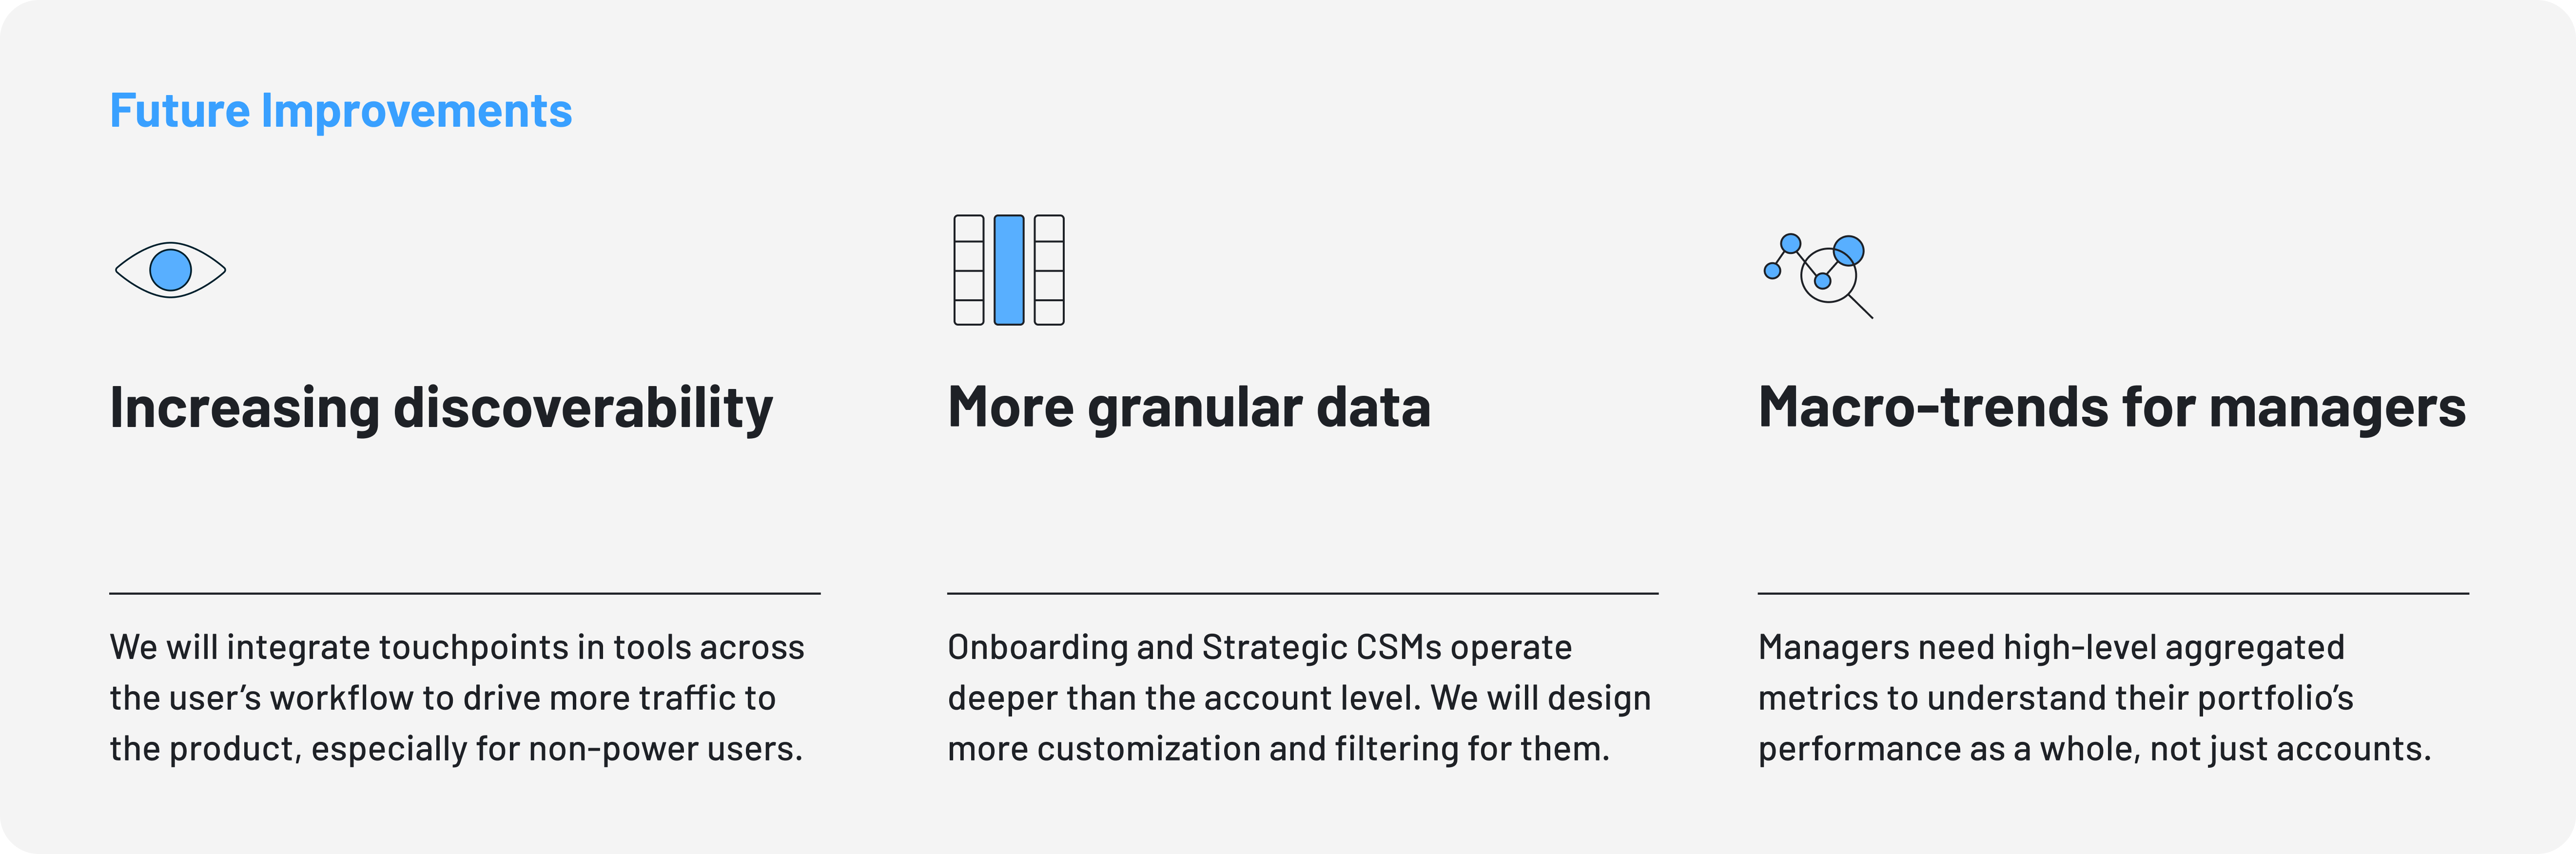 Future Improvements
Increasing discoverability
We will integrate touchpoints in tools across
the user’s workflow to drive more traffic to
the product, especially for non-power users.
More granular data
Onboarding and Strategic CSMs operate
deeper than the account level. We will design
more customization and filtering for them.
Macro-trends for managers
Managers need high-level aggregated
metrics to understand their portfolio’s
performance as a whole, not just accounts.